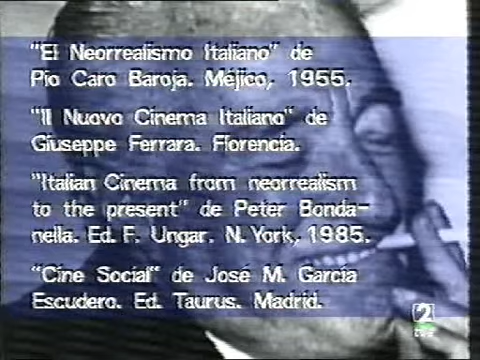 "El Neorrealismo Italiano" de
Pio Caro Baroja. Méjico, 1955.
"Il Nuovo Cinema Italiano" de
Giuseppe Ferrara. Florencia.
"Italian Cinema from neorrealism
to the present" de Peter Bonda-
nella. Ed. F. Ungar. N. York, 1985.
"Cine Social" de José M. García
Escudero. Ed. Taurus. Madrid.
2
tve